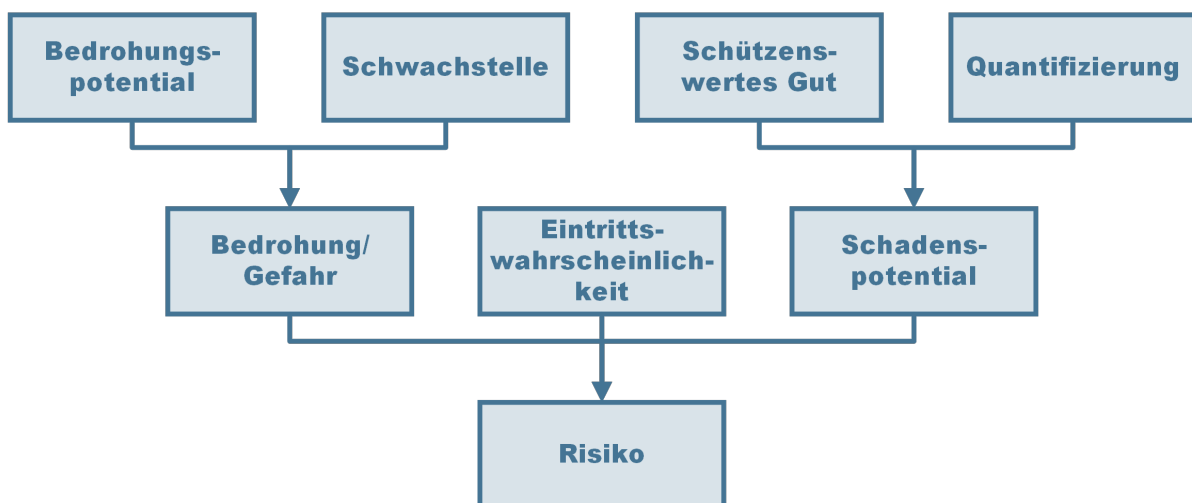 Bedrohungs-
potential
Schwachstelle
Schützens-
wertes Gut
Quantifizierung
Bedrohung/
Gefahr
Eintritts-
wahrscheinlich-
keit
Schadens-
potential
Risiko